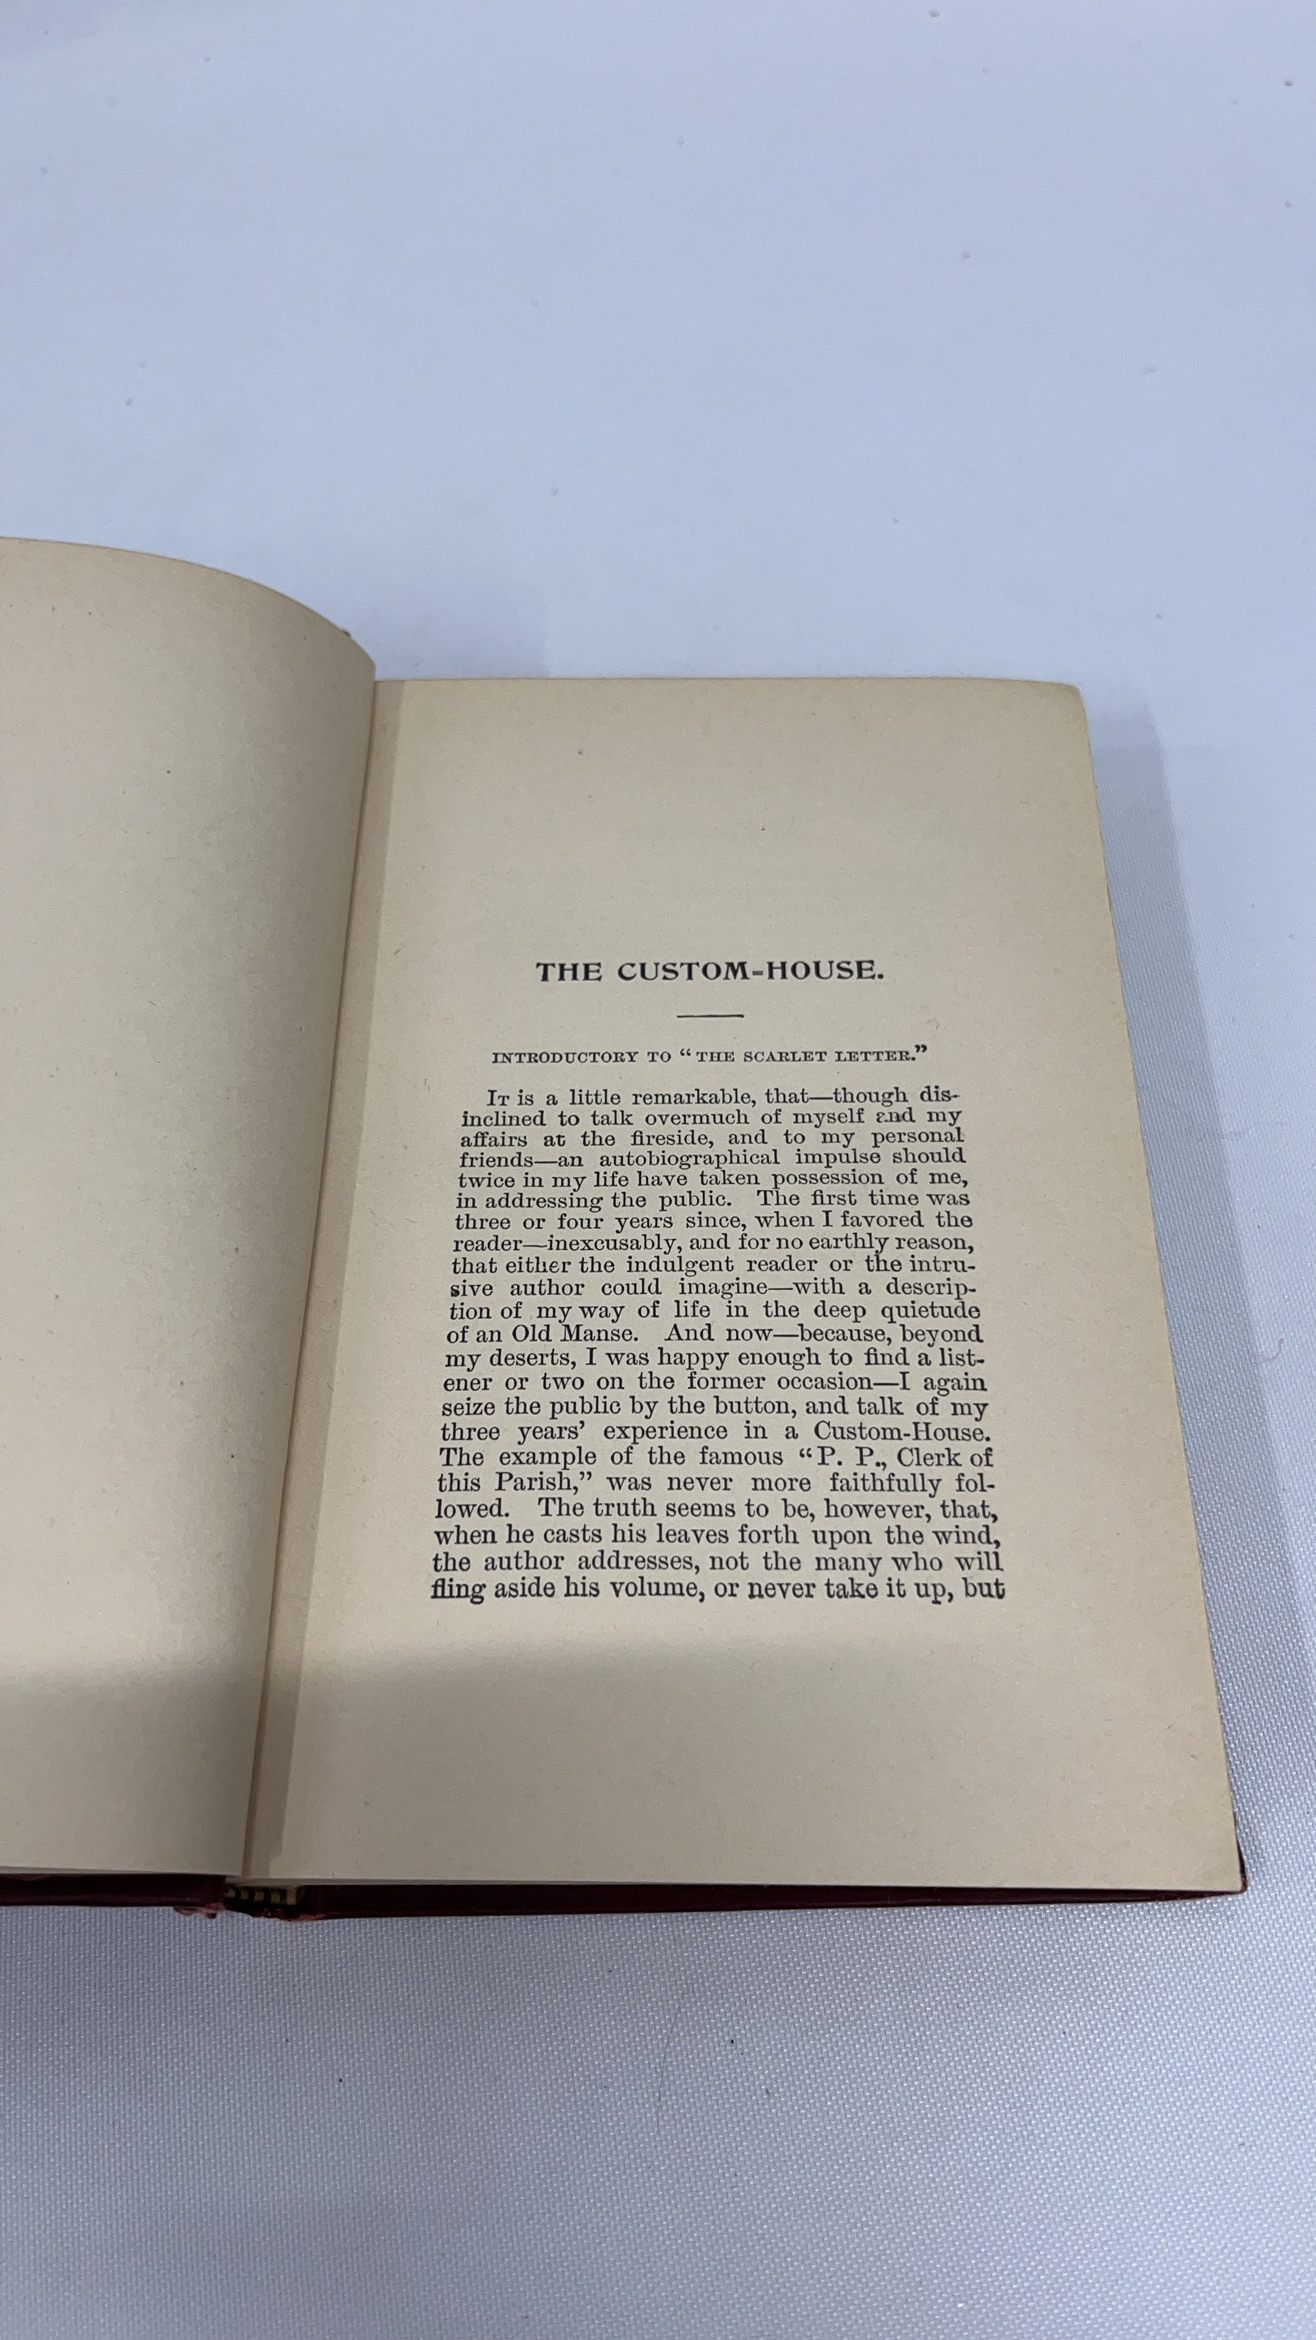 THE CUSTOM-HOUSE.
INTRODUCTORY TO “THE SCARLET LETTER.”
IT is a little remarkable, that—though dis-
inclined to talk overmuch of myself and my
affairs at the fireside, and to my personal
friends—an autobiographical impulse should
twice in my life have taken possession of me,
in addressing the public. The first time was
three or four years since, when I favored the
reader—inexcusably, and for no earthly reason,
that either the indulgent reader or the intru-
sive author could imagine—with a descrip-
tion of my way of life in the deep quietude
of an Old Manse. And now—because, beyond
my deserts, I was happy enough to find a list-
ener or two on the former occasion—I again
seize the public by the button, and talk of my
three years’ experience in a Custom-House.
The example of the famous “P. P., Clerk of
this Parish,” was never more faithfully fol-
lowed. The truth seems to be, however, that,
when he casts his leaves forth upon the wind,
the author addresses, not the many who will
fling aside his volume, or never take it up, but